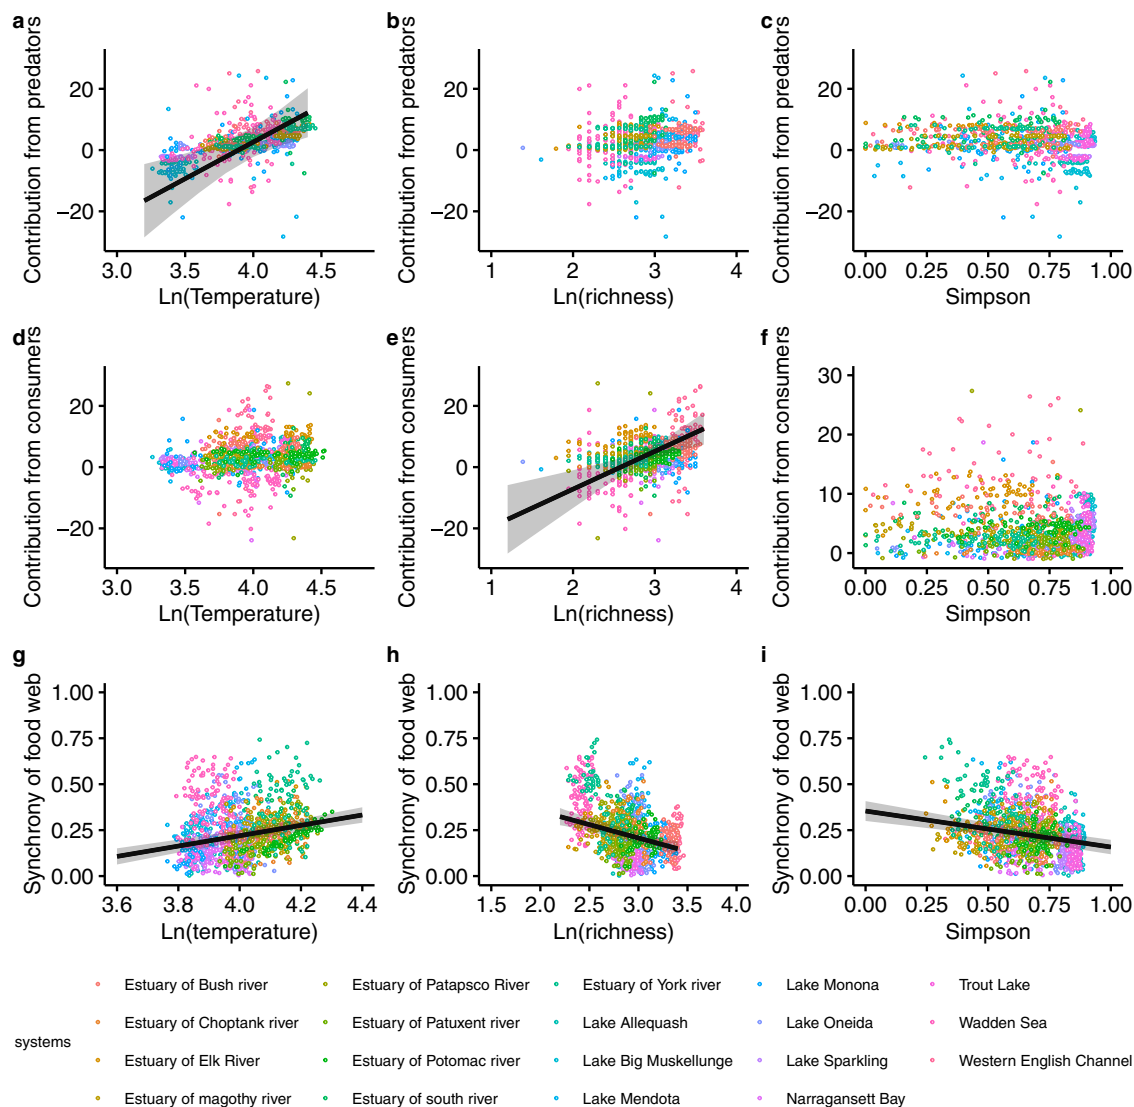 a
b
c
Contribution from predators
20
0
−20
3.0 3.5 4.0 4.5
Ln(Temperature)
Contribution from predators
20
0
−20
1 2 3 4
Ln(richness)
Contribution from predators
20
0
−20
0.00 0.25 0.50 0.75 1.00
Simpson
d
e
f
Contribution from consumers
20
0
−20
3.0 3.5 4.0 4.5
Ln(Temperature)
Contribution from consumers
20
0
−20
1 2 3 4
Ln(richness)
Contribution from consumers
30
20
10
0
0.00 0.25 0.50 0.75 1.00
Simpson
g
h
i
Synchrony of food web
1.00
0.75
0.50
0.25
0.00
3.6 3.8 4.0 4.2 4.4
Ln(temperature)
Synchrony of food web
1.00
0.75
0.50
0.25
0.00
1.5 2.0 2.5 3.0 3.5 4.0
Ln(richness)
Synchrony of food web
1.00
0.75
0.50
0.25
0.00
0.00 0.25 0.50 0.75 1.00
Simpson
systems
Estuary of Bush river
Estuary of Choptank river
Estuary of Elk River
Estuary of magothy river
Estuary of Patapsco River
Estuary of Patuxent river
Estuary of Potomac river
Estuary of south river
Estuary of York river
Lake Allequash
Lake Big Muskellunge
Lake Mendota
Lake Monona
Lake Oneida
Lake Sparkling
Narragansett Bay
Trout Lake
Wadden Sea
Western English Channel